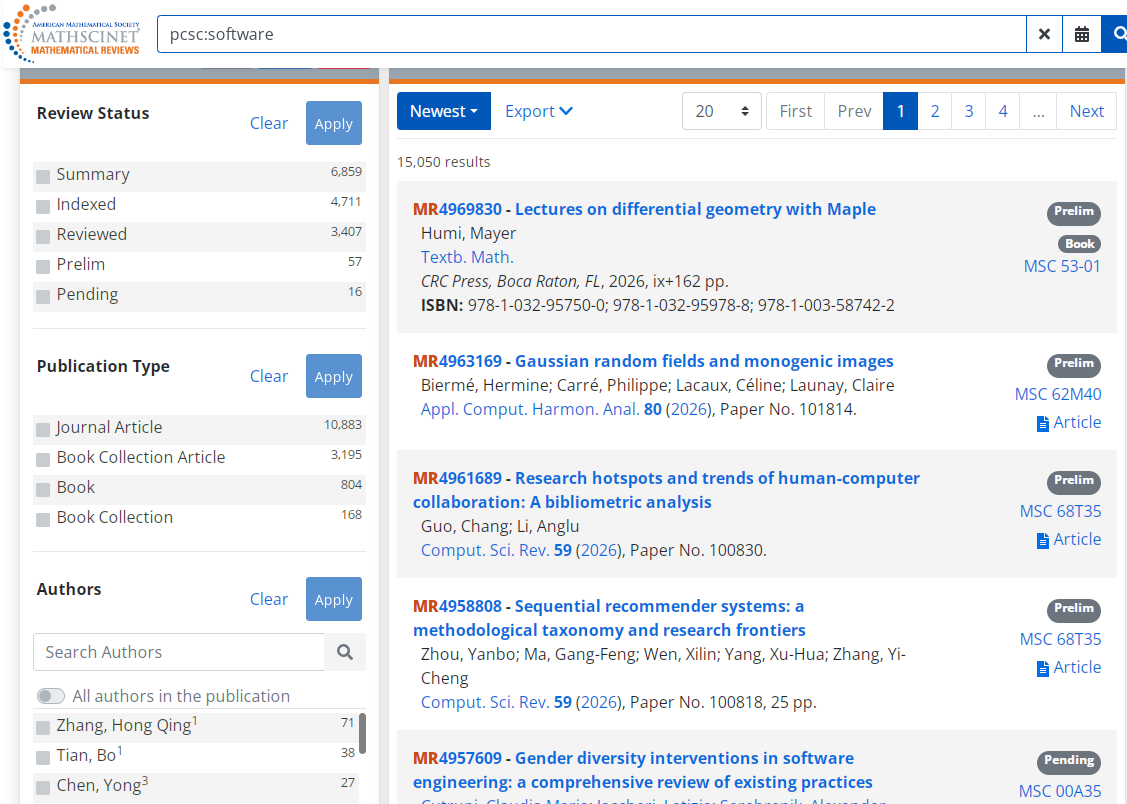 AMERICAN MATHEMATICAL SOCIETY
MATHSCINET
MATHEMATICAL REVIEWS
pcsc:software
Review Status
Clear
Apply
Summary 6,859
Indexed 4,711
Reviewed 3,407
Prelim 57
Pending 16
Publication Type
Clear
Apply
Journal Article 10,883
Book Collection Article 3,195
Book 804
Book Collection 168
Authors
Clear
Apply
Search Authors
All authors in the publication
Zhang, Hong Qing1 71
Tian, Bo1 38
Chen, Yong3 27
Newest
Export
20
First Prev 1 2 3 4 ... Next
15,050 results
MR4969830 - Lectures on differential geometry with Maple
Humi, Mayer
Textb. Math.
CRC Press, Boca Raton, FL, 2026, ix+162 pp.
ISBN: 978-1-032-95750-0; 978-1-032-95978-8; 978-1-003-58742-2
Prelim
Book
MSC 53-01
MR4963169 - Gaussian random fields and monogenic images
Biermé, Hermine; Carré, Philippe; Lacaux, Céline; Launay, Claire
Appl. Comput. Harmon. Anal. 80 (2026), Paper No. 101814.
Prelim
MSC 62M40
Article
MR4961689 - Research hotspots and trends of human-computer
collaboration: A bibliometric analysis
Guo, Chang; Li, Anglu
Comput. Sci. Rev. 59 (2026), Paper No. 100830.
Prelim
MSC 68T35
Article
MR4958808 - Sequential recommender systems: a
methodological taxonomy and research frontiers
Zhou, Yanbo; Ma, Gang-Feng; Wen, Xilin; Yang, Xu-Hua; Zhang, Yi-
Cheng
Comput. Sci. Rev. 59 (2026), Paper No. 100818, 25 pp.
Prelim
MSC 68T35
Article
MR4957609 - Gender diversity interventions in software
engineering: a comprehensive review of existing practices
Pending
MSC 00A35